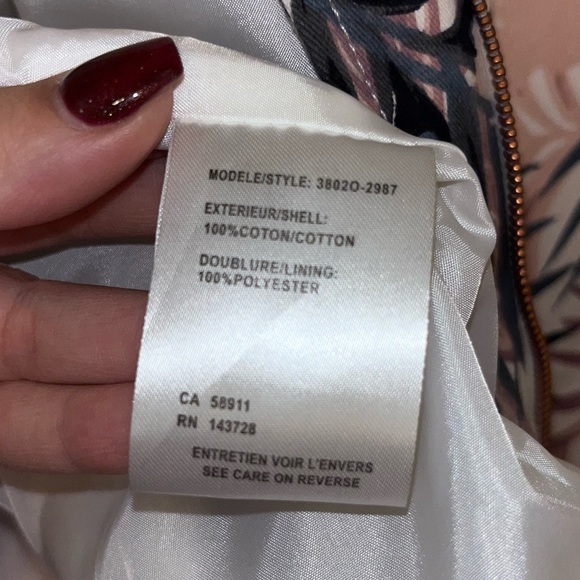 MODELE/STYLE: 3802O-2987
EXTERIEUR/SHELL:
100%COTON/COTTON
DOUBLURE/LINING:
100%POLYESTER
CA 58911
RN 143728
ENTRETIEN VOIR L'ENVERS
SEE CARE ON REVERSE